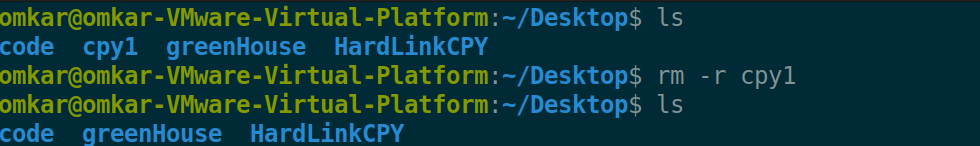 omkar@omkar-VMware-Virtual-Platform:~/Desktop$ ls
code  cpy1  greenHouse  HardLinkCPY
omkar@omkar-VMware-Virtual-Platform:~/Desktop$ rm -r cpy1
omkar@omkar-VMware-Virtual-Platform:~/Desktop$ ls
code  greenHouse  HardLinkCPY